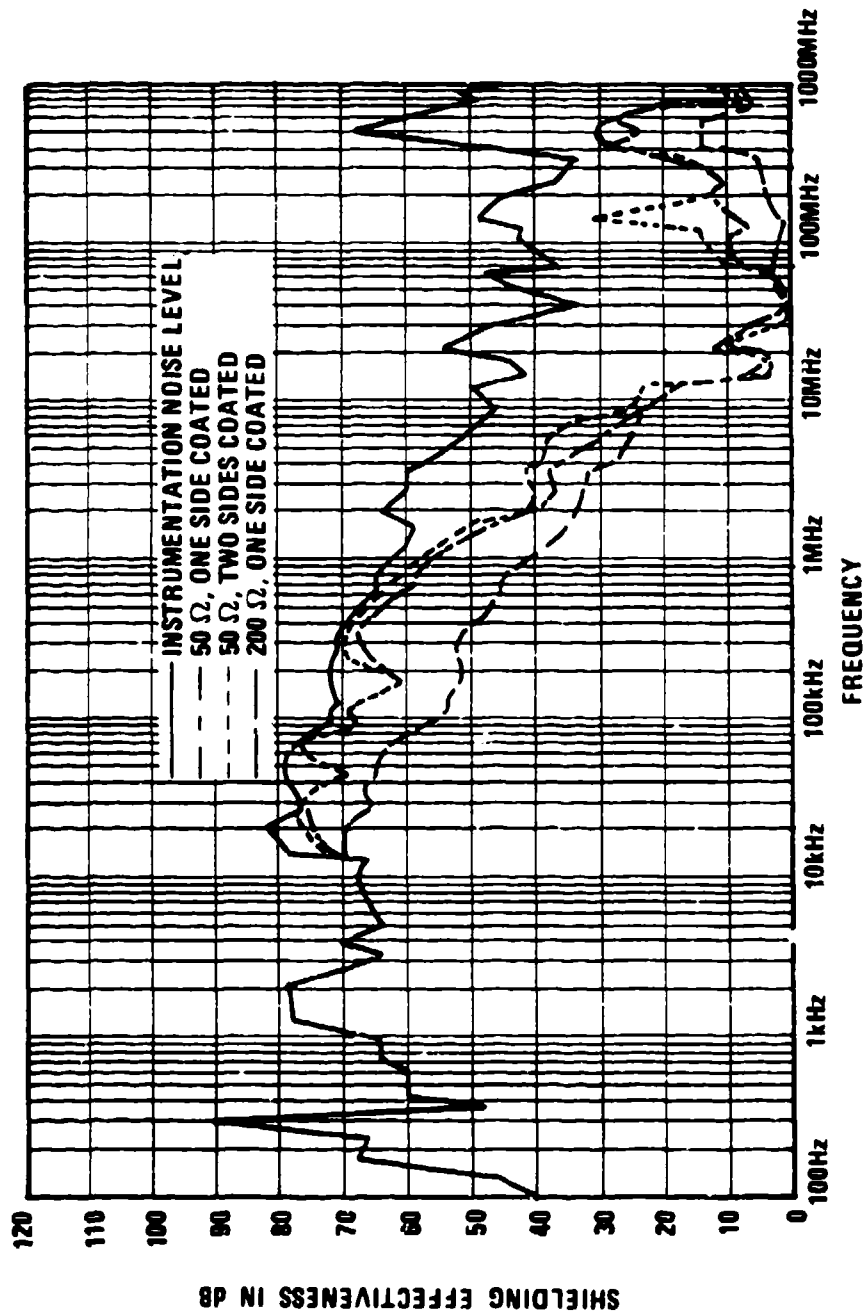 SHIELDING EFFECTIVENESS IN dB
120
110
100
90
80
70
60
50
40
30
20
10
0
INSTRUMENTATION NOISE LEVEL
50 Ω, ONE SIDE COATED
50 Ω, TWO SIDES COATED
200 Ω, ONE SIDE COATED
100Hz
1kHz
10kHz
100kHz
1MHz
10MHz
100MHz
1000MHz
FREQUENCY